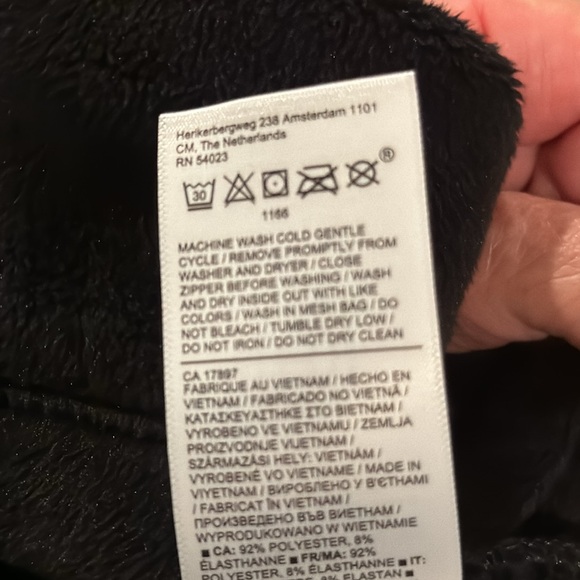 Herikerbergweg 238 Amsterdam 1101
CM, The Netherlands
RN 54023
30 ®
1166
MACHINE WASH COLD GENTLE
CYCLE / REMOVE PROMPTLY FROM
WASHER AND DRYER / CLOSE
ZIPPER BEFORE WASHING / WASH
AND DRY INSIDE OUT WITH LIKE
COLORS / WASH IN MESH BAG / DO
NOT BLEACH / TUMBLE DRY LOW /
DO NOT IRON / DO NOT DRY CLEAN
CA 17897
FABRIQUE AU VIETNAM / HECHO EN
VIETNAM / FABRICADO NO VIETNÃ /
ΚΑΤΑΣΚΕΥΑΣΤΗΚΕ ΣΤΟ ΒΙΕΤΝΑΜ /
VYROBENO VE VIETNAMU / ZEMLJA
PROIZVODNJE VIJETNAM /
SZÁRMAZÁSI HELY: VIETNÁM /
VYROBENÉ VO VIETNAME / MADE IN
VIYETNAM / ВИРОБЛЕНО У В'ЄТНАМІ
/ FABRICAT ÎN VIETNAM /
ПРОИЗВЕДЕНО ВЪВ ВИЕТНАМ /
WYPRODUKOWANO W WIETNAMIE
■ CA: 92% POLYESTER, 8%
ÉLASTHANNE ■ FR/MA: 92%
POLYESTER, 8% ÉLASTHANNE ■ IT:
8% ELASTAN ■